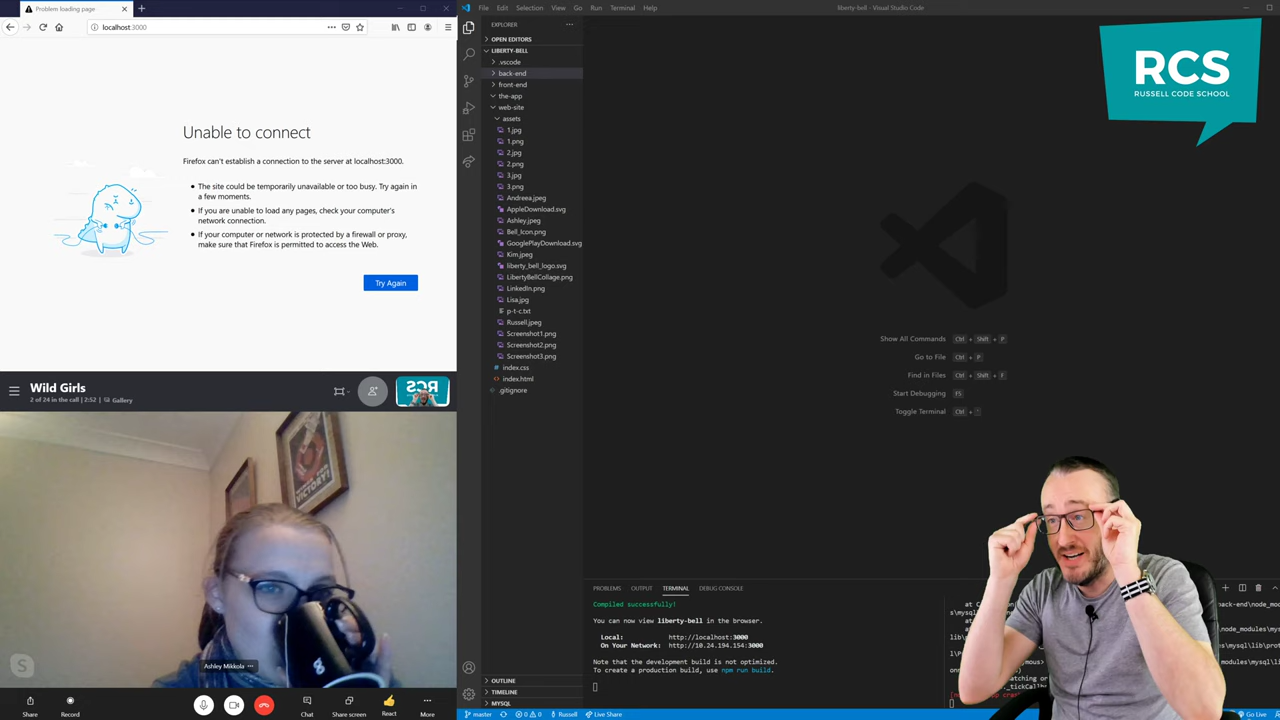 Problem loading page
localhost:3000
Unable to connect
Firefox can't establish a connection to the server at localhost:3000.
The site could be temporarily unavailable or too busy. Try again in a few moments.
If you are unable to load any pages, check your computer's network connection.
If your computer or network is protected by a firewall or proxy, make sure that Firefox is permitted to access the Web.
Try Again
Wild Girls
2 of 24 in the call | 2:52 | Gallery
RCS
VICTORY!
Ashley Mikkola
Share
Record
Chat
Share screen
React
More
File Edit Selection View Go Run Terminal Help
liberty-bell - Visual Studio Code
EXPLORER
OPEN EDITORS
LIBERTY-BELL
.vscode
back-end
front-end
the-app
web-site
assets
1.jpg
1.png
2.jpg
2.png
3.jpg
3.png
Andreea.jpeg
AppleDownload.svg
Ashley.jpeg
Bell_Icon.png
GooglePlayDownload.svg
Kim.jpeg
liberty_bell_logo.svg
LibertyBellCollage.png
LinkedIn.png
Lisa.jpg
p-t-c.txt
Russell.jpeg
Screenshot1.png
Screenshot2.png
Screenshot3.png
index.css
index.html
.gitignore
OUTLINE
TIMELINE
MYSQL
Show All Commands Ctrl + Shift + P
Go to File Ctrl + P
Find in Files Ctrl + Shift + F
Start Debugging F5
Toggle Terminal Ctrl + `
RCS
RUSSELL CODE SCHOOL
PROBLEMS OUTPUT TERMINAL DEBUG CONSOLE
Compiled successfully!
You can now view liberty-bell in the browser.
Local: http://localhost:3000
On Your Network: http://10.24.194.154:3000
Note that the development build is not optimized.
To create a production build, use npm run build.
master 0 0 Russell Live Share
Go Live